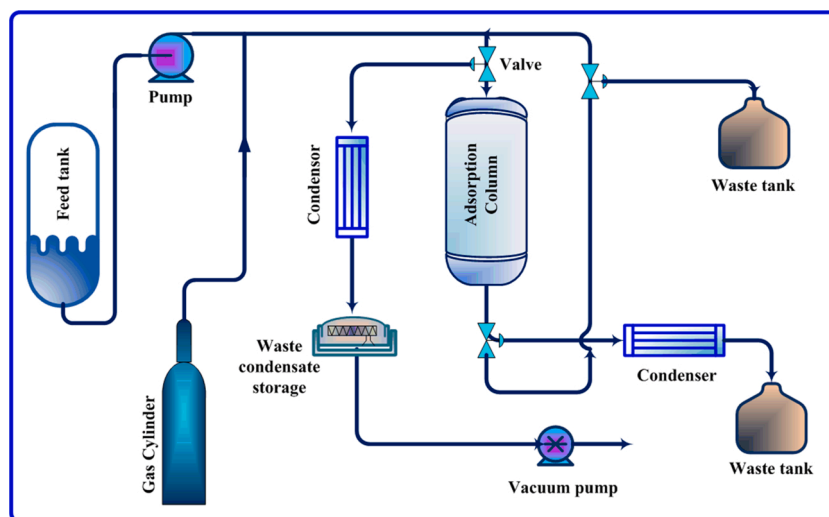 Pump
Valve
Feed tank
Condensor
Adsorption
Column
Waste tank
Gas Cylinder
Waste
condensate
storage
Condenser
Vacuum pump
Waste tank